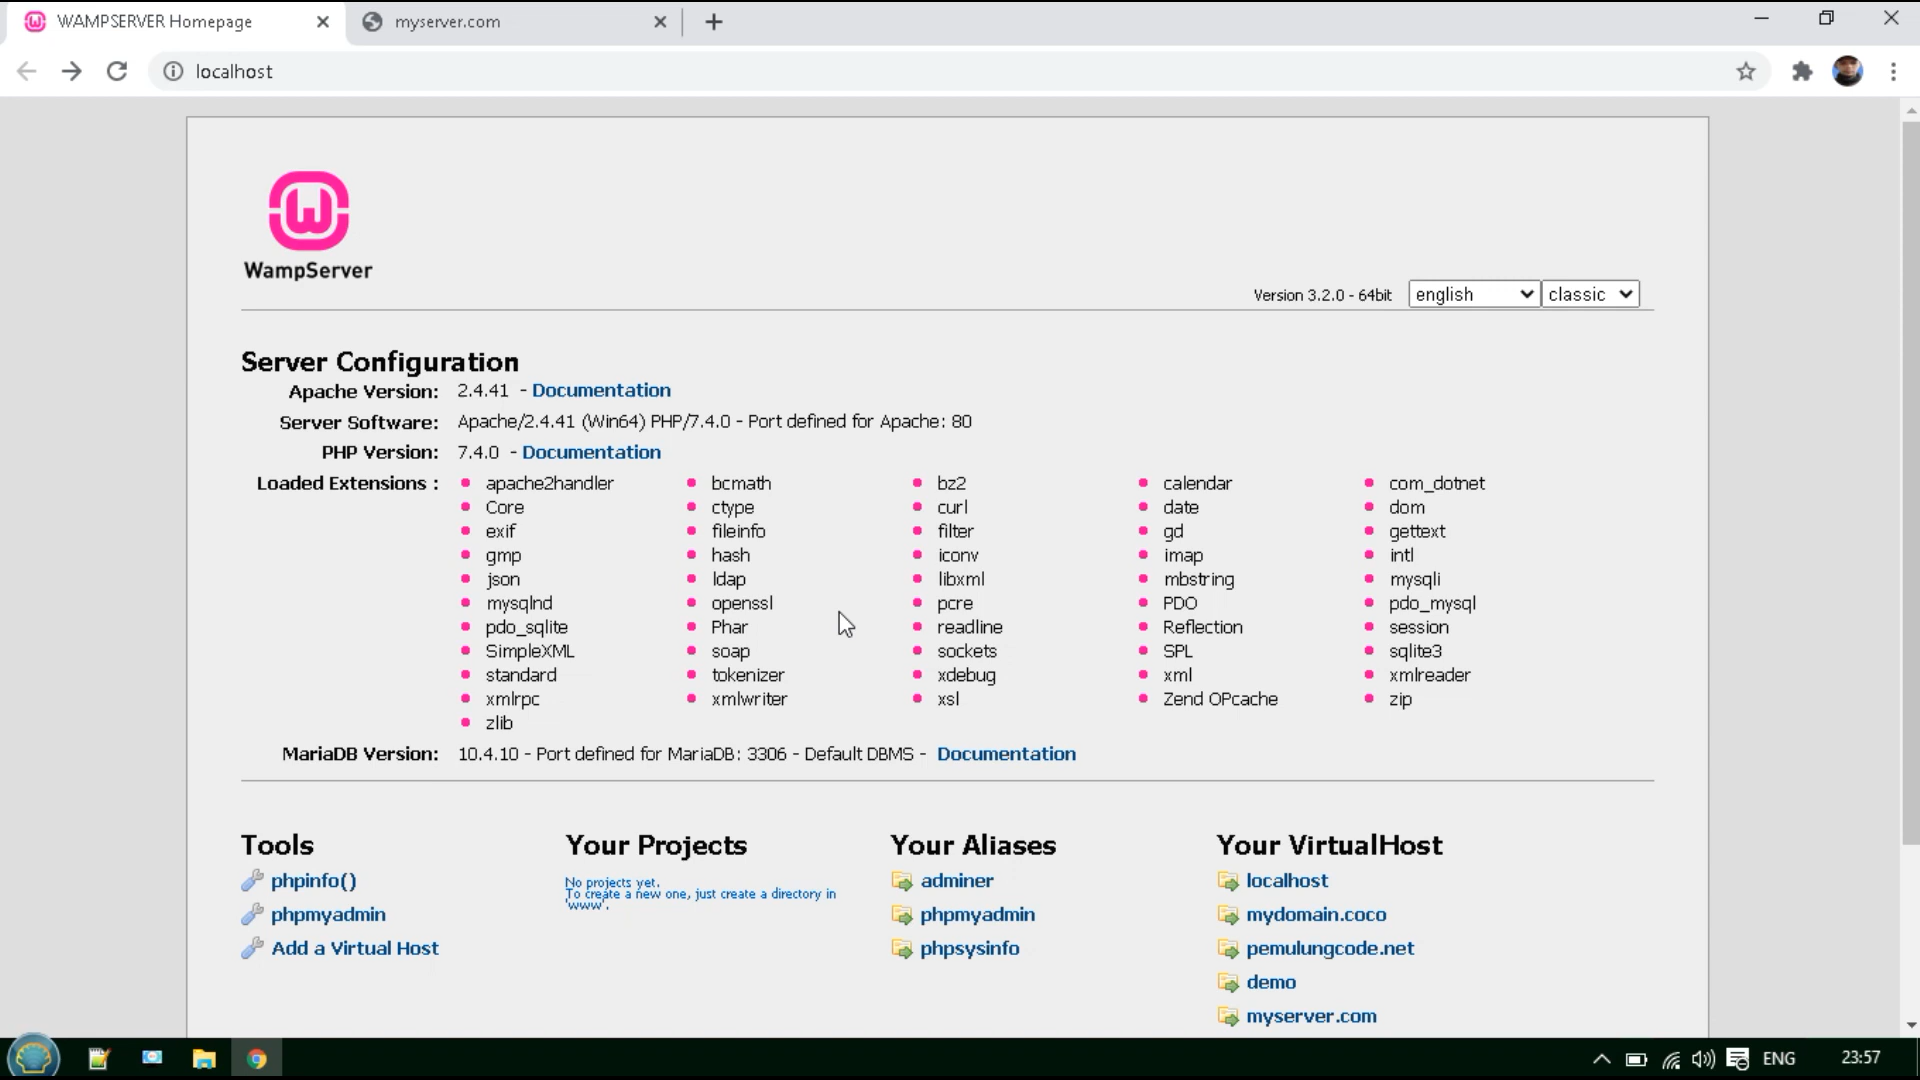 WAMPSERVER Homepage
myserver.com
localhost
WampServer
Version 3.2.0 - 64bit english classic
Server Configuration
Apache Version: 2.4.41 - Documentation
Server Software: Apache/2.4.41 (Win64) PHP/7.4.0 - Port defined for Apache: 80
PHP Version: 7.4.0 - Documentation
Loaded Extensions : apache2handler bcmath bz2 calendar com_dotnet
Core ctype curl date dom
exif fileinfo filter gd gettext
gmp hash iconv imap intl
json ldap libxml mbstring mysqli
mysqlnd openssl pcre PDO pdo_mysql
pdo_sqlite Phar readline Reflection session
SimpleXML soap sockets SPL sqlite3
standard tokenizer xdebug xml xmlreader
xmlrpc xmlwriter xsl Zend OPcache zip
zlib
MariaDB Version: 10.4.10 - Port defined for MariaDB: 3306 - Default DBMS - Documentation
Tools
phpinfo()
phpmyadmin
Add a Virtual Host
Your Projects
No projects yet.
To create a new one, just create a directory in
'www'.
Your Aliases
adminer
phpmyadmin
phpsysinfo
Your VirtualHost
localhost
mydomain.coco
pemulungcode.net
demo
myserver.com
ENG
23:57